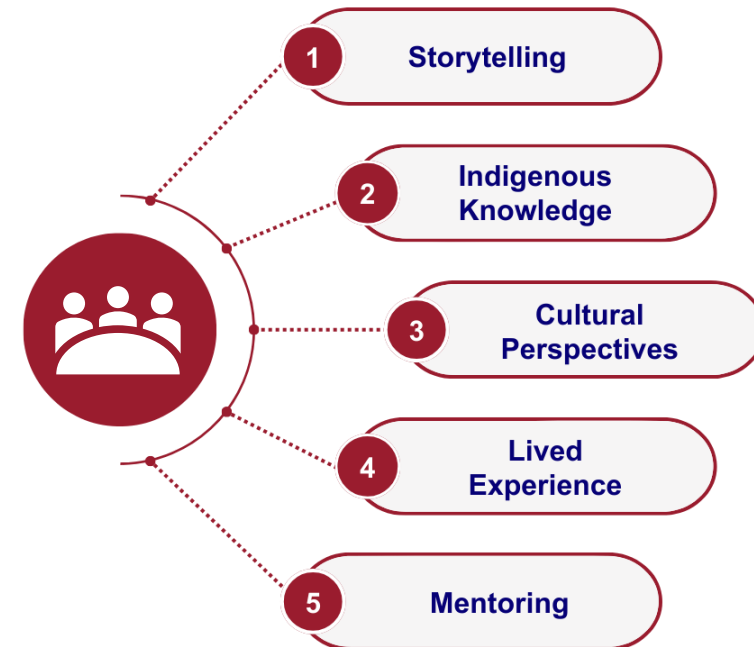 1 Storytelling
2 Indigenous
Knowledge
3 Cultural
Perspectives
4 Lived
Experience
5 Mentoring